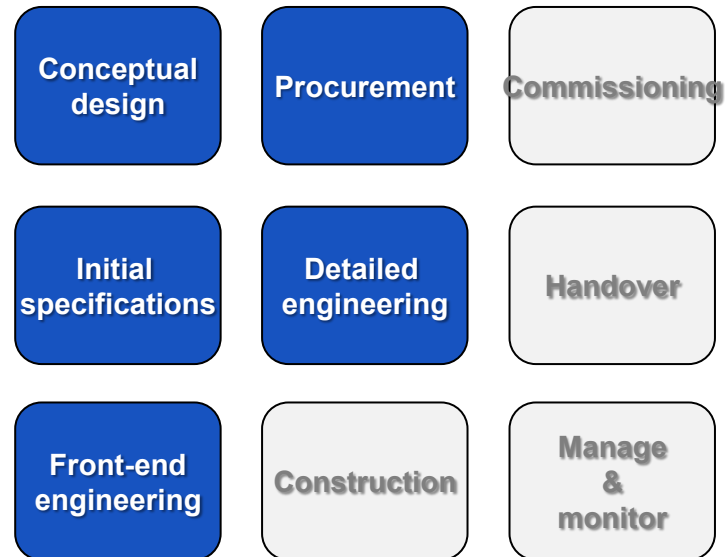 Conceptual
design
Procurement
Commissioning
Initial
specifications
Detailed
engineering
Handover
Front-end
engineering
Construction
Manage
&
monitor